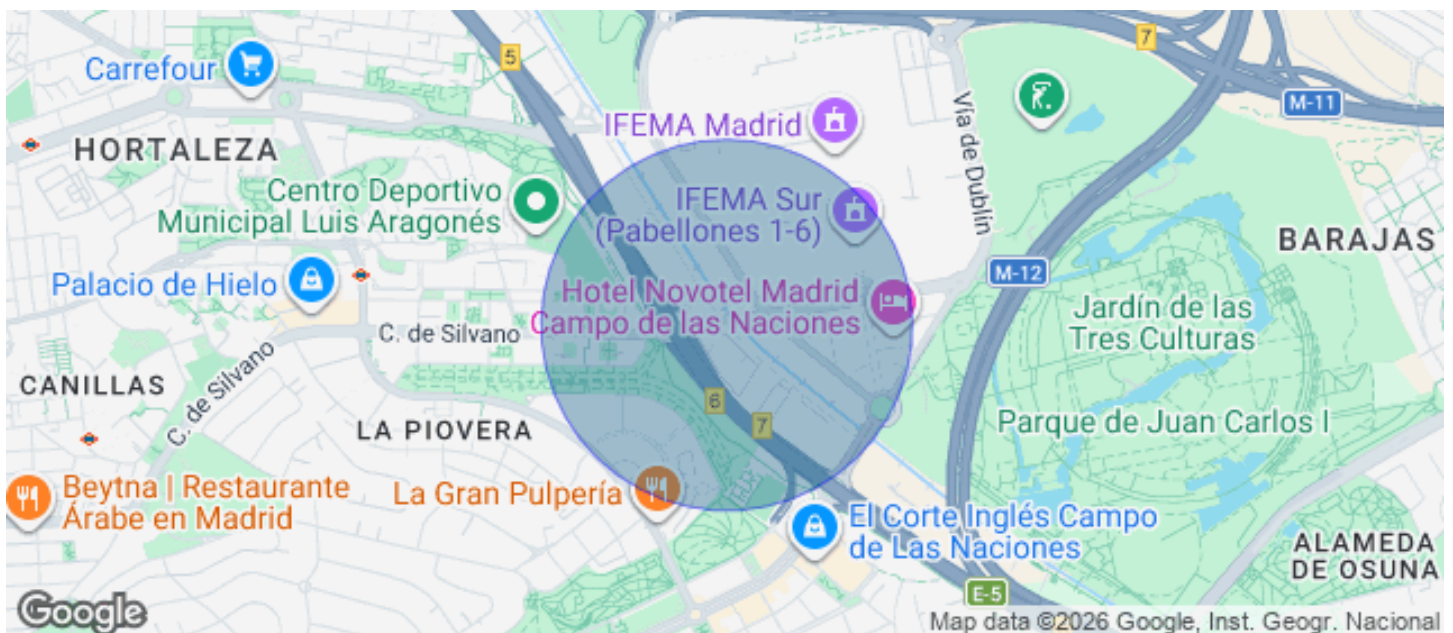 5
7
Carrefour
M-11
IFEMA Madrid
HORTALEZA
Vía de Dublín
Centro Deportivo
Municipal Luis Aragonés
IFEMA Sur
(Pabellones 1-6)
BARAJAS
M-12
Palacio de Hielo
Hotel Novotel Madrid
Campo de las Naciones
Jardín de las
Tres Culturas
C. de Silvano
CANILLAS
C. de Silvano
6
7
LA PIOVERA
Parque de Juan Carlos I
Beytna | Restaurante
Árabe en Madrid
La Gran Pulpería
El Corte Inglés Campo
de Las Naciones
ALAMEDA
DE OSUNA
E-5
Google
Map data ©2026 Google, Inst. Geogr. Nacional